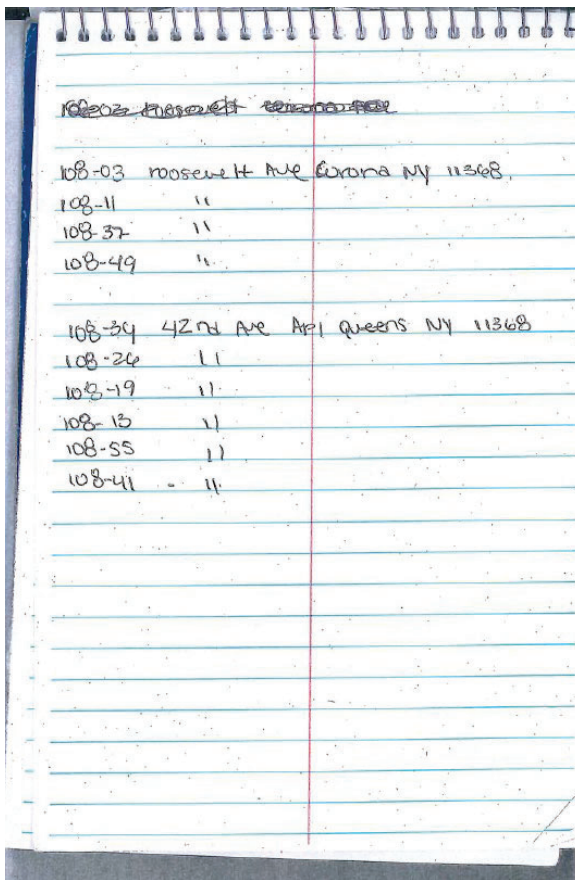 108-03 roosevelt Ave Corona NY 11368.
108-11 "
108-37 "
108-49 "
108-34 42nd Ave Apt Queens NY 11368
108-26 "
108-19 "
108-13 "
108-55 "
108-41 - "